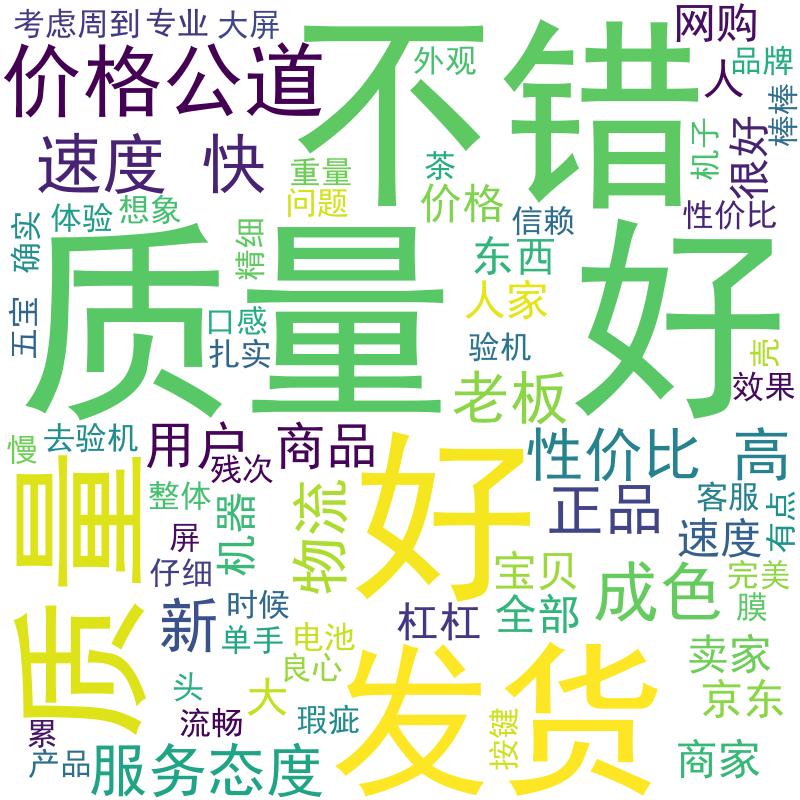 考虑周到 专业 大屏
不错
网购
价格公道
外观
人
品牌
棒棒
速度 快
重量
茶
机子
很好
问题
价格
性价比
体验
想象
信赖
确实
精细
东西
质量 好
人家
五宝
口感
扎实
验机
壳
效果
老板
慢
去验机
用户
商品
残次
好
性价比 高
质量
整体
机器
物流
正品
客服
有点
屏
速度
仔细
宝贝
成色
完美
新
时候
杠杠
全部
膜
单手
电池
发货
卖家
良心
头
大
京东
流畅
瑕疵
按键
累
产品
服务态度
商家